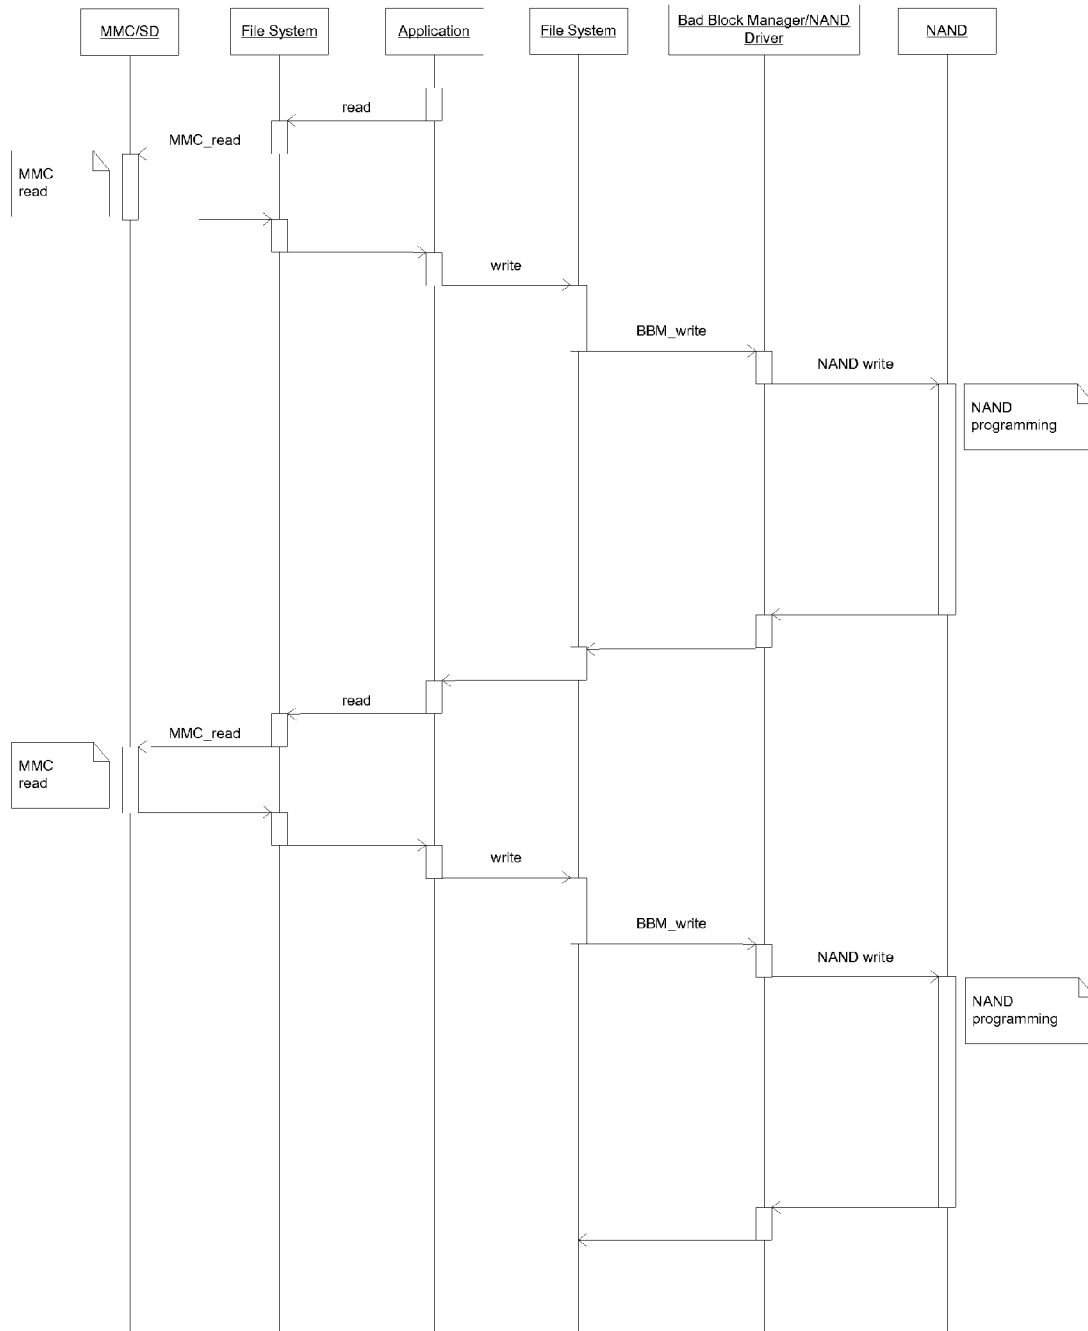 MMC/SD
File System
Application
File System
Bad Block Manager/NAND
Driver
NAND
read
MMC_read
MMC
read
write
BBM_write
NAND write
NAND
programming
read
MMC_read
MMC
read
write
BBM_write
NAND write
NAND
programming